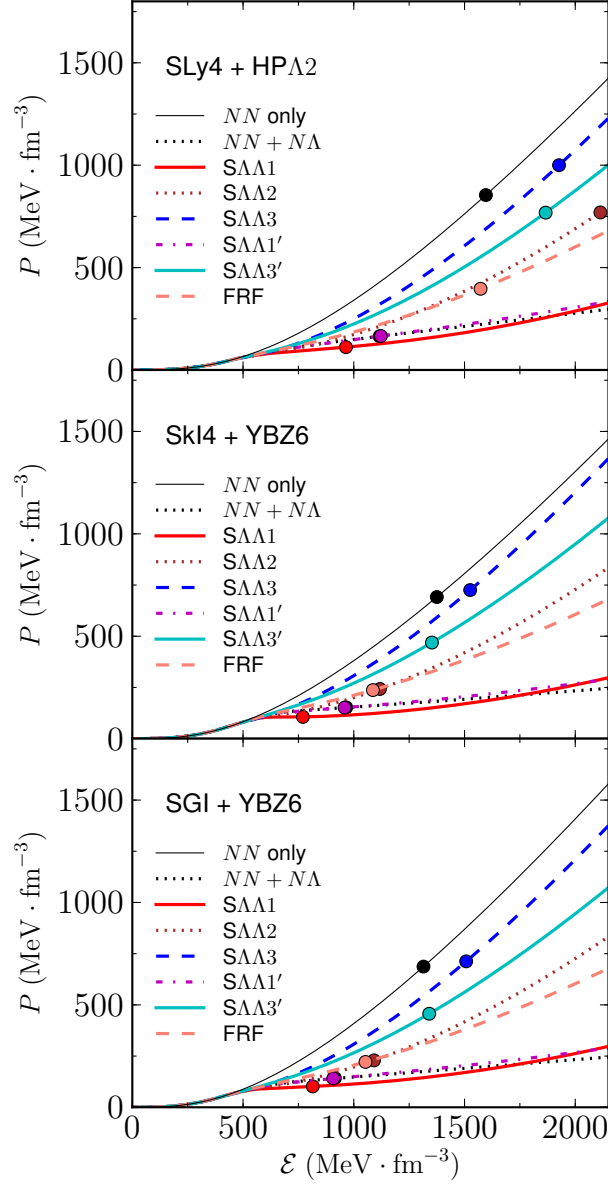 1500
SLy4 + HPΛ2
NN only
NN + NΛ
1000
SΛΛ1
SΛΛ2
SΛΛ3
500
SΛΛ1′
SΛΛ3′
FRF
0
P (MeV · fm⁻³)
1500
SkI4 + YBZ6
NN only
NN + NΛ
1000
SΛΛ1
SΛΛ2
SΛΛ3
500
SΛΛ1′
SΛΛ3′
FRF
0
P (MeV · fm⁻³)
1500
SGI + YBZ6
NN only
NN + NΛ
1000
SΛΛ1
SΛΛ2
SΛΛ3
500
SΛΛ1′
SΛΛ3′
FRF
0
P (MeV · fm⁻³)
0 500 1000 1500 2000
ℰ (MeV · fm⁻³)